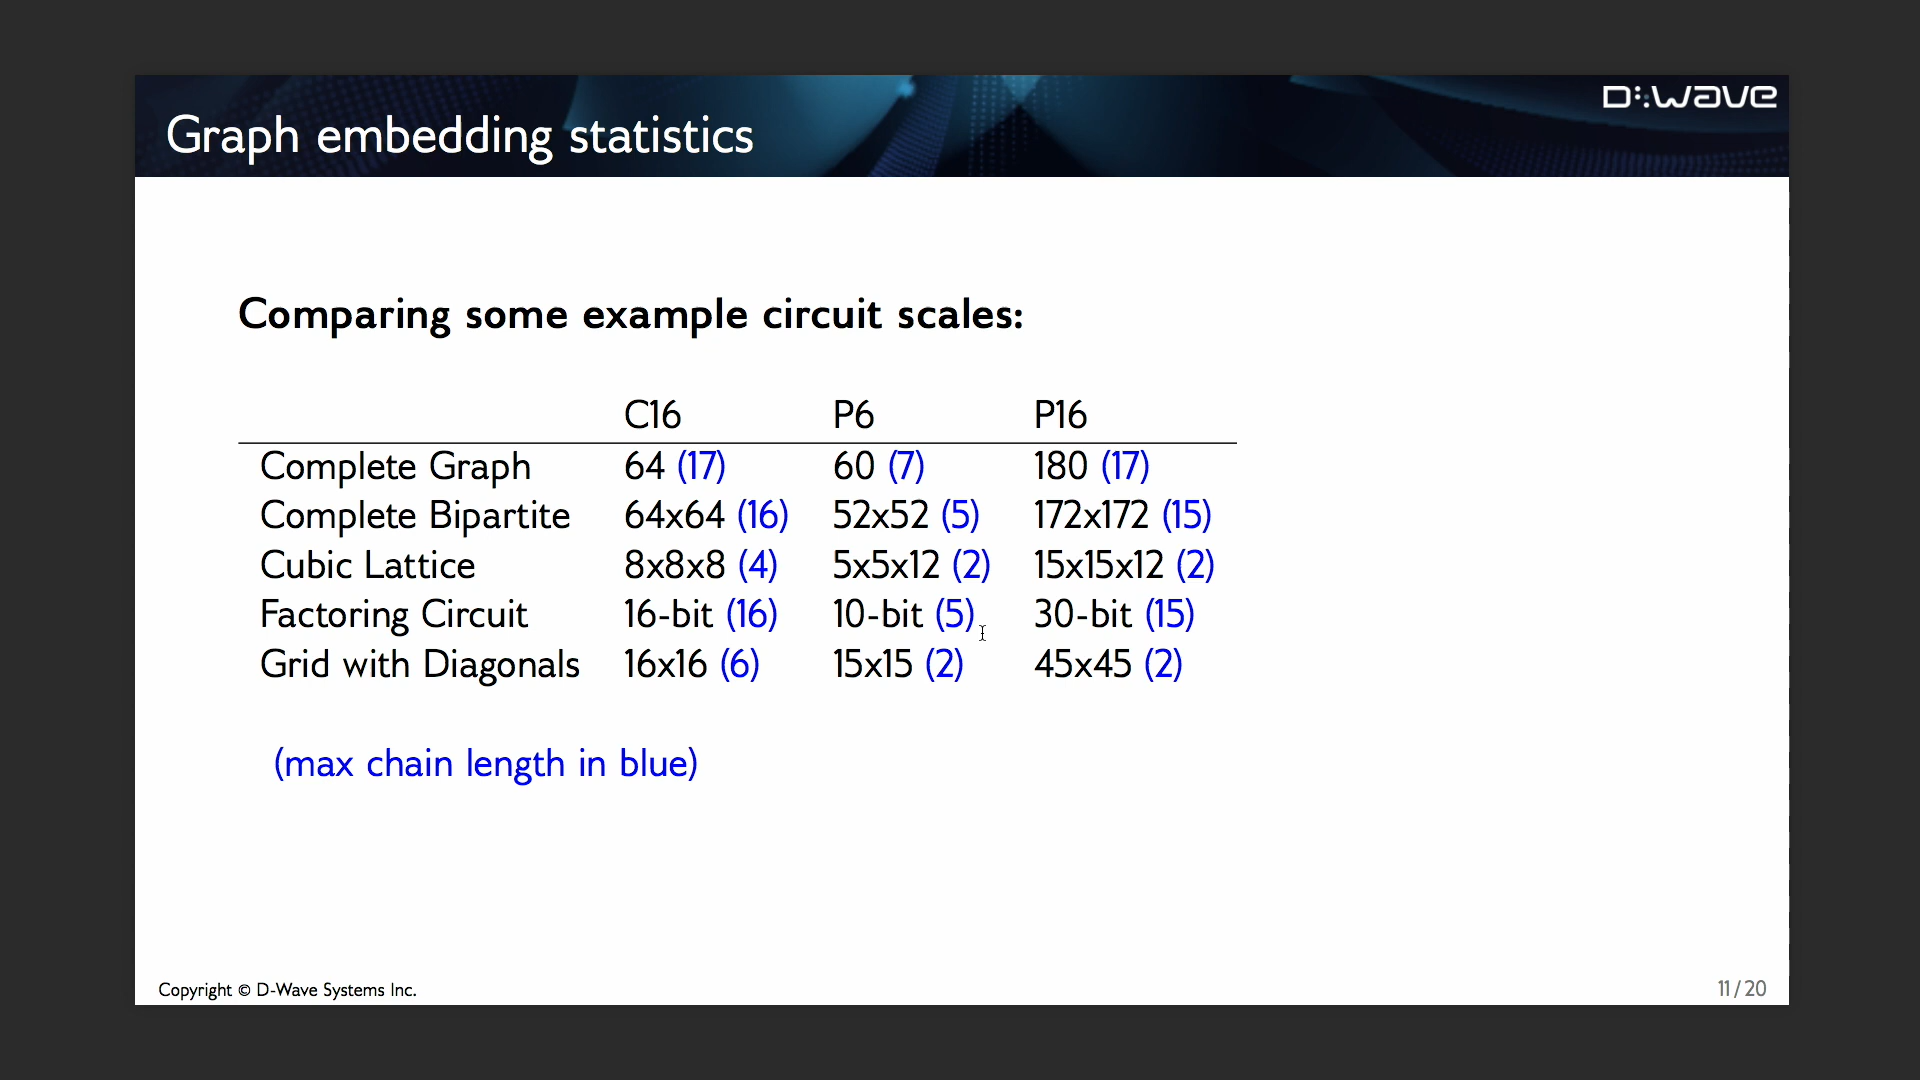 D:Wave
Graph embedding statistics
Comparing some example circuit scales:
C16 P6 P16
Complete Graph 64 (17) 60 (7) 180 (17)
Complete Bipartite 64x64 (16) 52x52 (5) 172x172 (15)
Cubic Lattice 8x8x8 (4) 5x5x12 (2) 15x15x12 (2)
Factoring Circuit 16-bit (16) 10-bit (5) 30-bit (15)
Grid with Diagonals 16x16 (6) 15x15 (2) 45x45 (2)
(max chain length in blue)
Copyright © D-Wave Systems Inc.
11/20